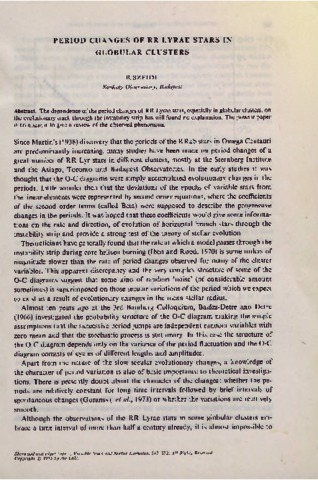 PERIOD CHANGES OF RR LYRAE STARS IN
GLOBULAR CLUSTERS
B. SZEIDL
Konkoly Observatory, Budapest
Abstract. The dependence of the period changes of RR Lyrae stars, especially in globular clusters, on
the evolutionary track through the instability strip has still found no explanation. The present paper
is to give a review of the observed phenomena.
Since Martin's (1938) discovery that the periods of the RRab stars in Omega Centauri
are predominantly increasing, many studies have been made on period changes of a
great number of RR Lyr stars in different clusters, mostly at the Sternberg Institute
and the Asiago, Toronto and Budapest Observatories. In the early studies it was
thought that the O-C diagrams were simply accumulated evolutionary changes in the
periods. Little wonder then that the deviations of the epochs of variable stars from
the linear elements were represented by second order equations, where the coefficients
of the second order terms (called Beta) were supposed to describe the progressive
changes in the periods. It was hoped that these coefficients would give some informa-
tion on the rate and direction of evolution of horizontal branch stars through the
instability strip and provide a strong test of the theory of stellar evolution.
Theoreticians have generally found that the rate at which a model passes through the
instability strip during core helium burning (Iben and Rood, 1970) is some orders of
magnitude slower than the rate of period changes observed for many of the cluster
variables. This apparent discrepancy and the very complex structure of some of the
O-C diagrams suggest that some kind of random 'noise' (of considerable amount
sometimes) is superimposed on those secular variations of the period which we expect
to exist as a result of evolutionary changes in the mean stellar radius.
Almost ten years ago at the 3rd Bamberg Colloquium, Balázs-Detre and Detre
(1965) investigated the probability structure of the O-C diagram making the simple
assumptions that the successive period jumps are independent random variables with
zero mean and that the stochastic process is stationary. In this case the structure of
the O-C diagram depends only on the variance of the period fluctuation and the O-C
diagram consists of cycles of different lengths and amplitudes.
Apart from the nature of the slow secular evolutionary changes, a knowledge of
the character of period variation is also of basic importance to theoretical investiga-
tions. There is presently doubt about the character of the changes: whether the pe-
riods are relatively constant for long time intervals followed by brief intervals of
spontaneous changes (Goranskij et al., 1973) or whether the variations are relatively
smooth.
Although the observations of the RR Lyrae stars in some globular clusters em-
brace a time interval of more than half a century already, it is almost impossible to
Variable Stars and Stellar Evolution, All Rights Reserved
Copyright ©